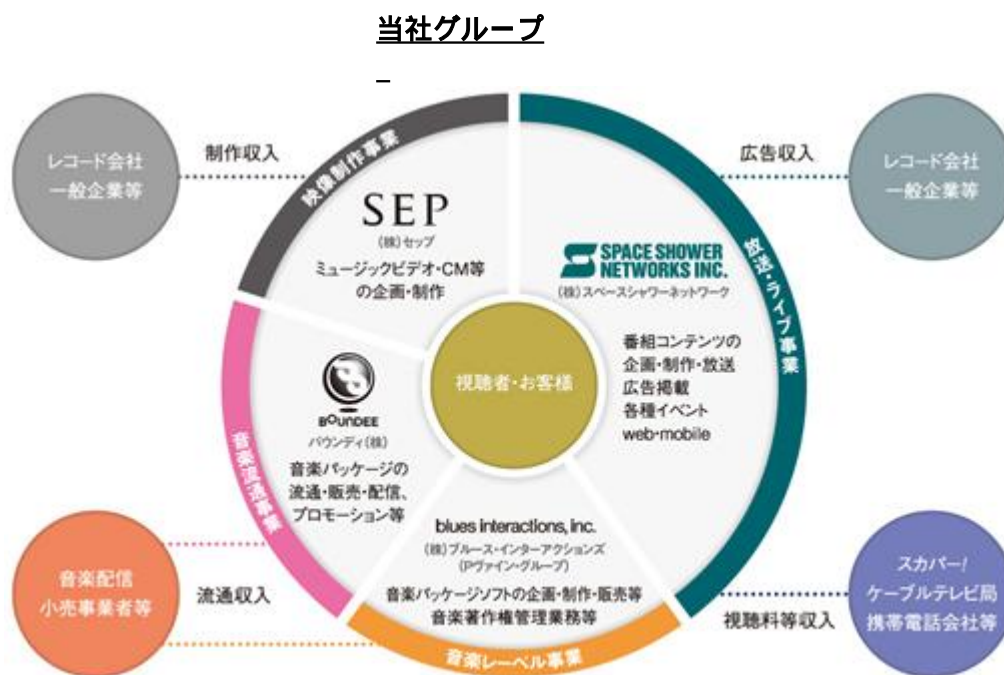 当社グループ
レコード会社
一般企業等
制作収入
映像制作事業
SEP
(株)セップ
ミュージックビデオ・CM等
の企画・制作
広告収入
レコード会社
一般企業等
放送・ライブ事業
SPACE SHOWER
NETWORKS INC.
(株)スペースシャワーネットワーク
番組コンテンツの
企画・制作・放送
広告掲載
各種イベント
web・mobile
視聴者・お客様
音楽流通事業
BOUNDEE
バウンディ(株)
音楽パッケージの
流通・販売・配信、
プロモーション等
blues interactions, inc.
(株)ブルース・インターアクションズ
(Pヴァイン・グループ)
音楽パッケージソフトの企画・制作・販売等
音楽著作権管理業務等
音楽レーベル事業
音楽配信
小売事業者等
流通収入
視聴料等収入
スカパー!
ケーブルテレビ局
携帯電話会社等